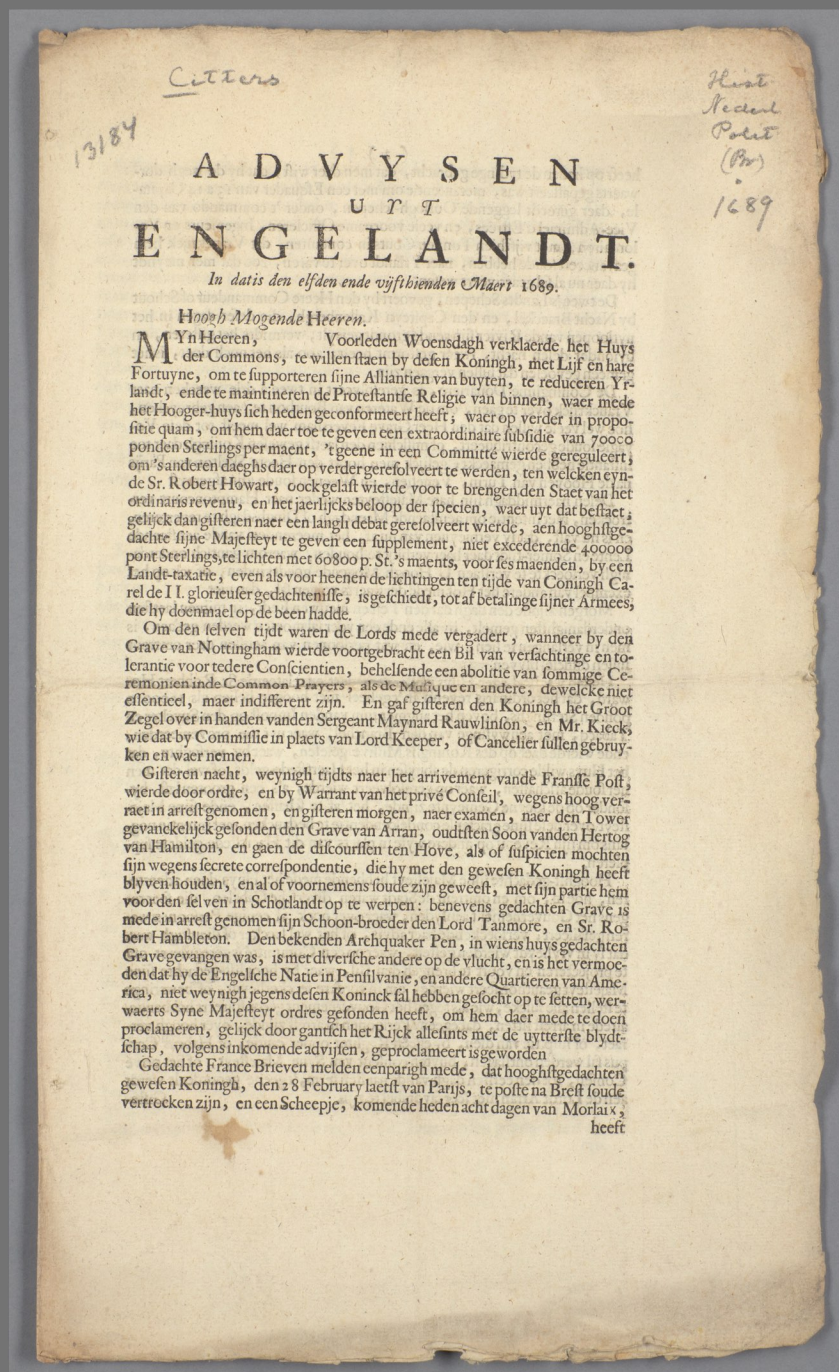 Citters
13184
Hist
Nederl
Polit
(Br)
1689
ADVYSEN
UYT
ENGELANDT.
In datis den elfden ende vijfthienden Maert 1689.
Hoogh Mogende Heeren.
MYn Heeren, Voorleden Woensdagh verklaerde het Huys
der Commons, te willen ſtaen by deſen Koningh, met Lijf en hare
Fortuyne, om te ſupporteren ſijne Alliantien van buyten, te reduceren Yr-
landt, ende te maintineren de Proteſtantſe Religie van binnen, waer mede
het Hooger-huys ſich heden geconformeert heeft; waer op verder in propo-
ſitie quam, om hem daer toe te geven een extraordinaire ſubſidie van 70000
ponden Sterlings per maent, 't geene in een Committé wierde gereguleert,
om 's anderen daeghs daer op verder gereſolveert te werden, ten welcken eyn-
de Sr. Robert Howart, oock gelaſt wierde voor te brengen den Staet van het
ordinaris revenu, en het jaerlijcks beloop der ſpecien, waer uyt dat beſtaet;
gelijck dan giſteren naer een langh debat gereſolveert wierde, aen hooghſtge-
dachte ſijne Majeſteyt te geven een ſupplement, niet excederende 400000
pont Sterlings, te lichten met 60800 p. St. 's maents, voor ſes maenden, by een
Landt-taxatie, even als voor heenen de lichtingen ten tijde van Coningh Ca-
rel de II. glorieuſer gedachteniſſe, is geſchiedt, tot af betalinge ſijner Armees,
die hy doenmael op de been hadde.
Om den ſelven tijdt waren de Lords mede vergadert, wanneer by den
Grave van Nottingham wierde voortgebracht een Bil van verſachtinge en to-
lerantie voor tedere Conſcientien, behelſende een abolitie van ſommige Ce-
remonien inde Common Prayers, als de Muſique en andere, dewelcke niet
eſſentieel, maer indifferent zijn. En gaf giſteren den Koningh het Groot
Zegel over in handen vanden Sergeant Maynard Rauwlinſon, en Mr. Kieck,
wie dat by Commiſſie in plaets van Lord Keeper, of Cancelier ſullen gebruy-
ken en waer nemen.
Giſteren nacht, weynigh tijdts naer het arrivement vande Franſſe Poſt,
wierde door ordre, en by Warrant van het privé Conſeil, wegens hoog ver-
raet in arreſt genomen, en giſteren morgen, naer examen, naer den Tower
gevanckelijck geſonden den Grave van Arran, oudtſten Soon vanden Hertog
van Hamilton, en gaen de diſcourſſen ten Hove, als of ſuſpicien mochten
ſijn wegens ſecrete correſpondentie, die hy met den geweſen Koningh heeft
blyven houden, en al of voornemens ſoude zijn geweeſt, met ſijn partie hem
voor den ſelven in Schotlandt op te werpen: benevens gedachten Grave is
mede in arreſt genomen ſijn Schoon-broeder den Lord Tanmore, en Sr. Ro-
bert Hambleton. Den bekenden Archquaker Pen, in wiens huys gedachten
Grave gevangen was, is met diverſche andere op de vlucht, en is het vermoe-
den dat hy de Engelſche Natie in Penſilvanie, en andere Quartieren van Ame-
rica, niet weynigh jegens deſen Koninck ſal hebben geſocht op te ſetten, wer-
waerts Syne Majeſteyt ordres geſonden heeft, om hem daer mede te doen
proclameren, gelijck door gantſch het Rijck alleſints met de uytterſte blydt-
ſchap, volgens inkomende advijſen, geproclameert is geworden
Gedachte France Brieven melden eenparigh mede, dat hooghſtgedachten
geweſen Koningh, den 28 February laetſt van Parijs, te poſte na Breſt ſoude
vertrocken zijn, en een Scheepje, komende heden acht dagen van Morlaix,
heeft